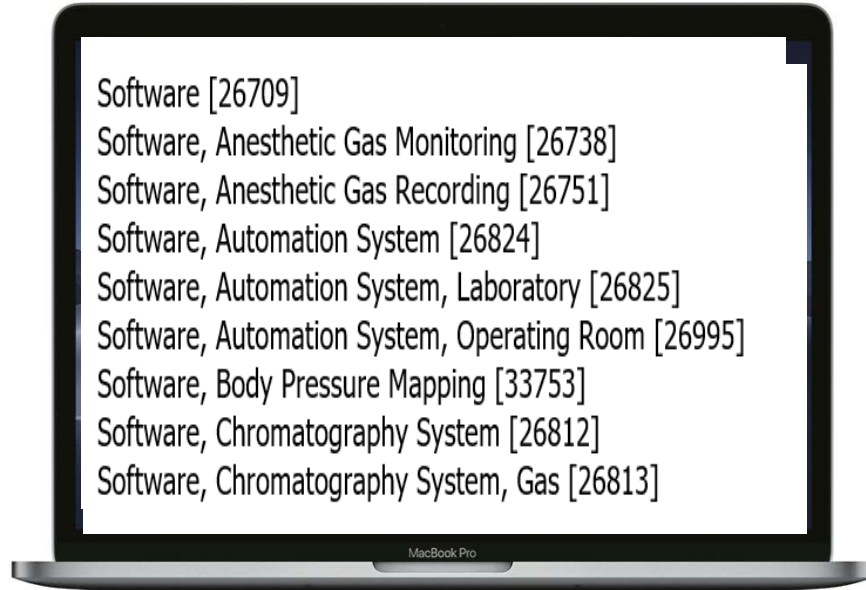 Software [26709]
Software, Anesthetic Gas Monitoring [26738]
Software, Anesthetic Gas Recording [26751]
Software, Automation System [26824]
Software, Automation System, Laboratory [26825]
Software, Automation System, Operating Room [26995]
Software, Body Pressure Mapping [33753]
Software, Chromatography System [26812]
Software, Chromatography System, Gas [26813]
MacBook Pro